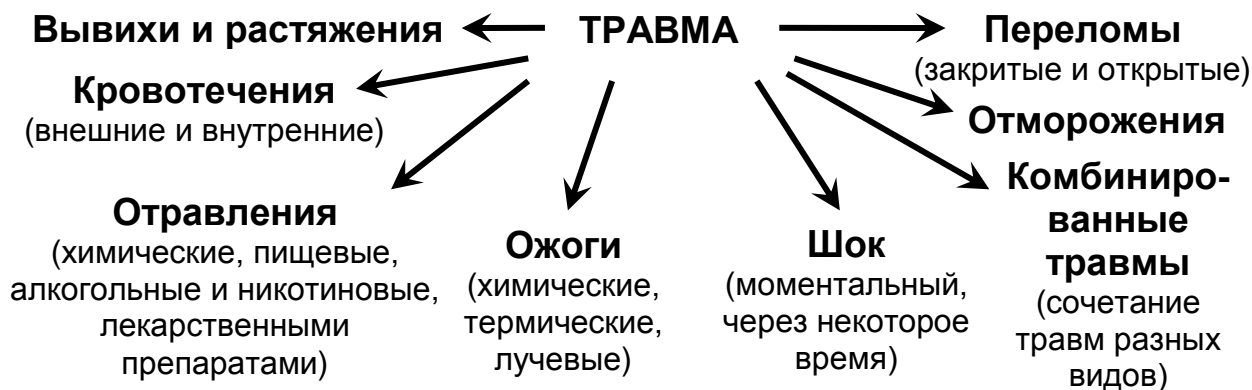 ТРАВМА
Вывихи и растяжения
Кровотечения
(внешние и внутренние)
Отравления
(химические, пищевые,
алкогольные и никотиновые,
лекарственными
препаратами)
Ожоги
(химические,
термические,
лучевые)
Шок
(моментальный,
через некоторое
время)
Переломы
(закритые и открытые)
Отморожения
Комбиниро-
ванные
травмы
(сочетание
травм разных
видов)